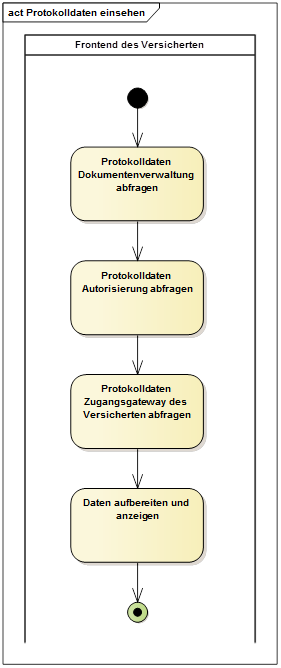 act Protokolldaten einsehen
Frontend des Versicherten
Protokolldaten
Dokumentenverwaltung
abfragen
Protokolldaten
Autorisierung abfragen
Protokolldaten
Zugangsgateway des
Versicherten abfragen
Daten aufbereiten und
anzeigen